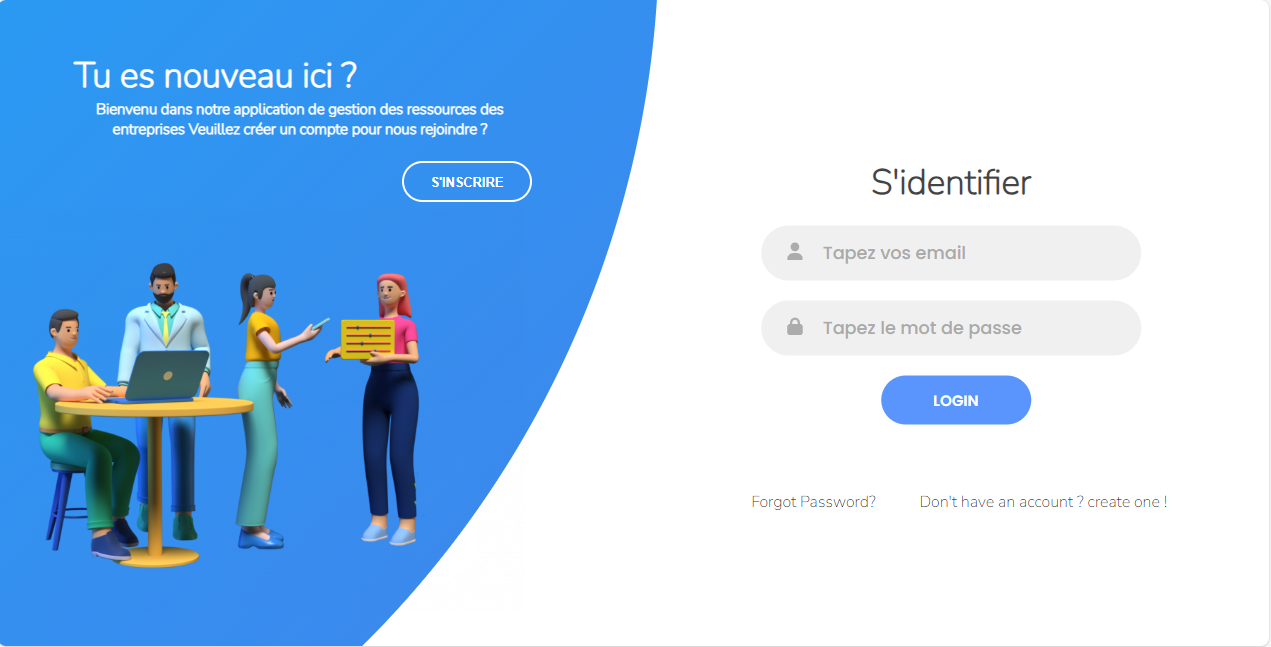 Tu es nouveau ici ?
Bienvenu dans notre application de gestion des ressources des
entreprises Veuillez créer un compte pour nous rejoindre ?
S'INSCRIRE
S'identifier
Tapez vos email
Tapez le mot de passe
LOGIN
Forgot Password?
Don't have an account ? create one !